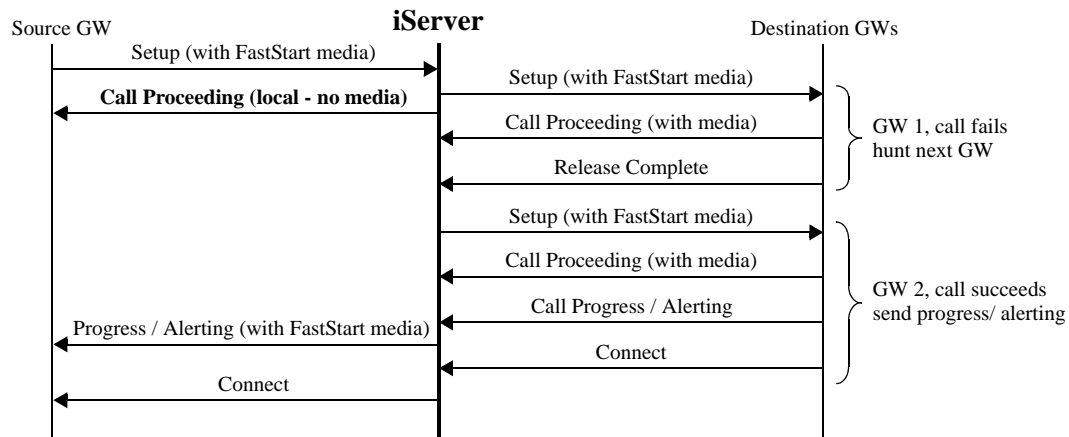 iServer
Source GW
Destination GWs
Setup (with FastStart media)
Setup (with FastStart media)
Call Proceeding (local - no media)
Call Proceeding (with media)
GW 1, call fails
hunt next GW
Release Complete
Setup (with FastStart media)
Call Proceeding (with media)
GW 2, call succeeds
send progress/ alerting
Call Progress / Alerting
Progress / Alerting (with FastStart media)
Connect
Connect